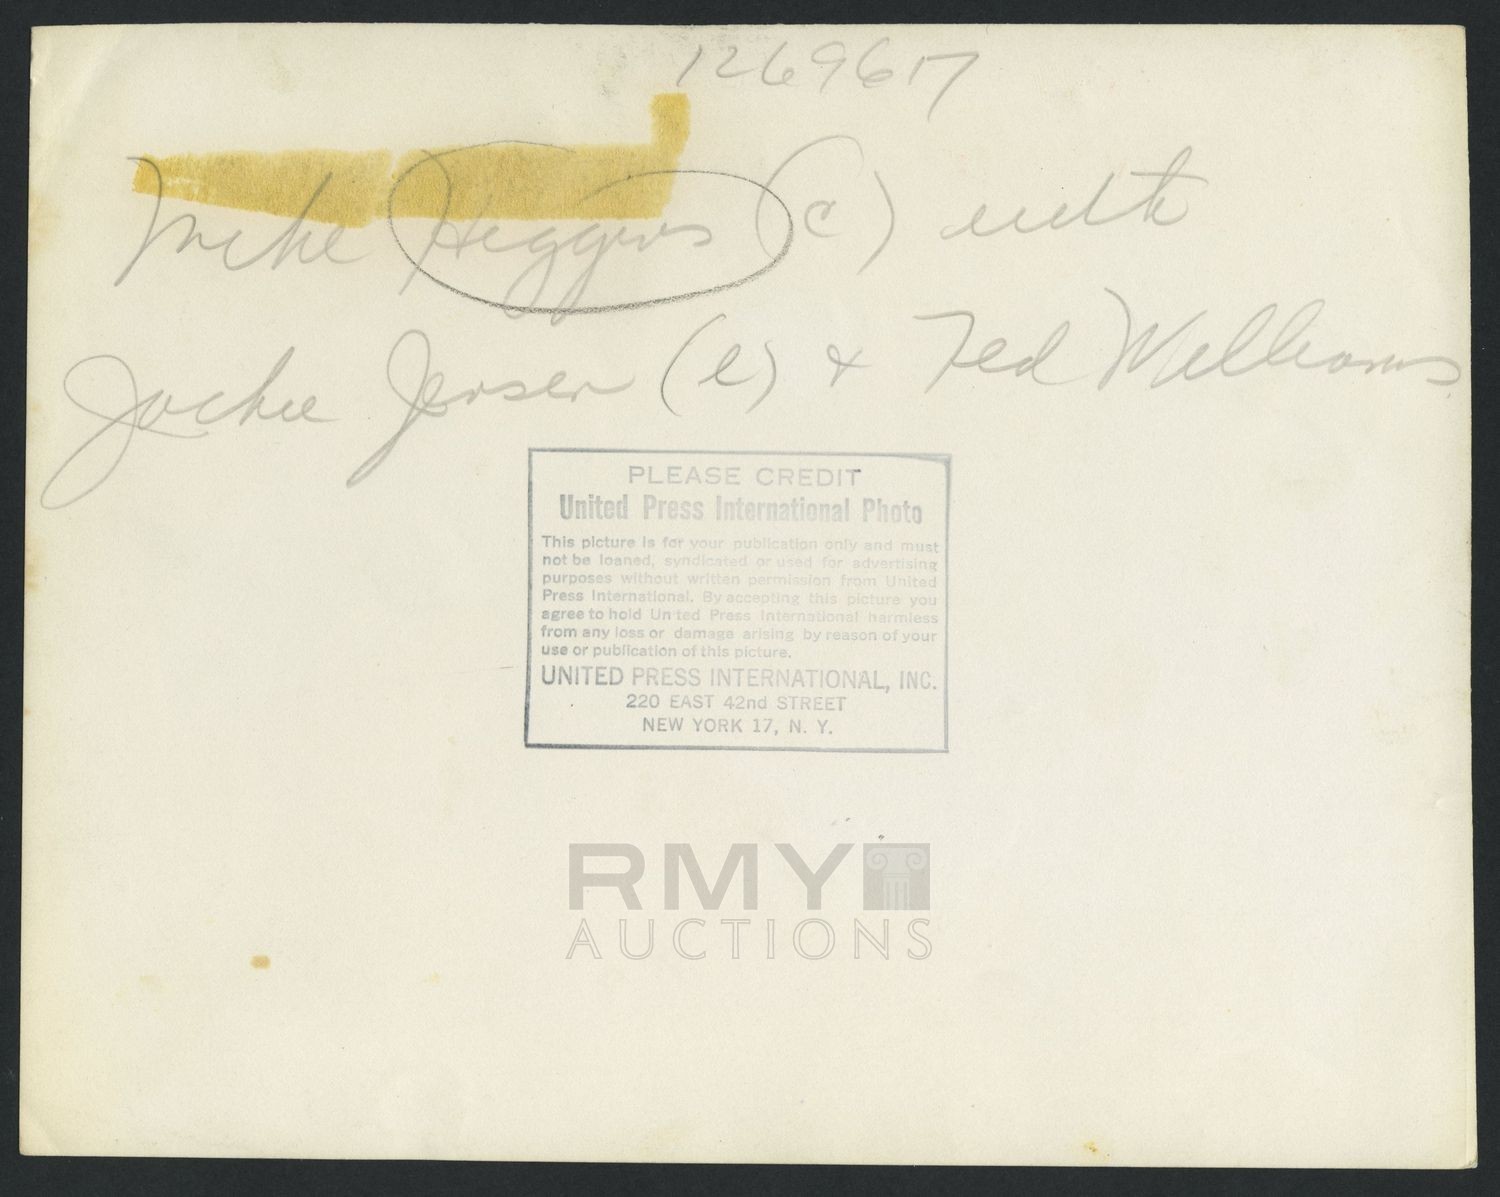 1269617
Mike Higgins (c) with
Jackie Jensen (l) & Ted Williams
PLEASE CREDIT
United Press International Photo
This picture is for your publication only and must
not be loaned, syndicated or used for advertising
purposes without written permission from United
Press International. By accepting this picture you
agree to hold United Press International harmless
from any loss or damage arising by reason of your
use or publication of this picture.
UNITED PRESS INTERNATIONAL, INC.
220 EAST 42nd STREET
NEW YORK 17, N. Y.
RMY
AUCTIONS